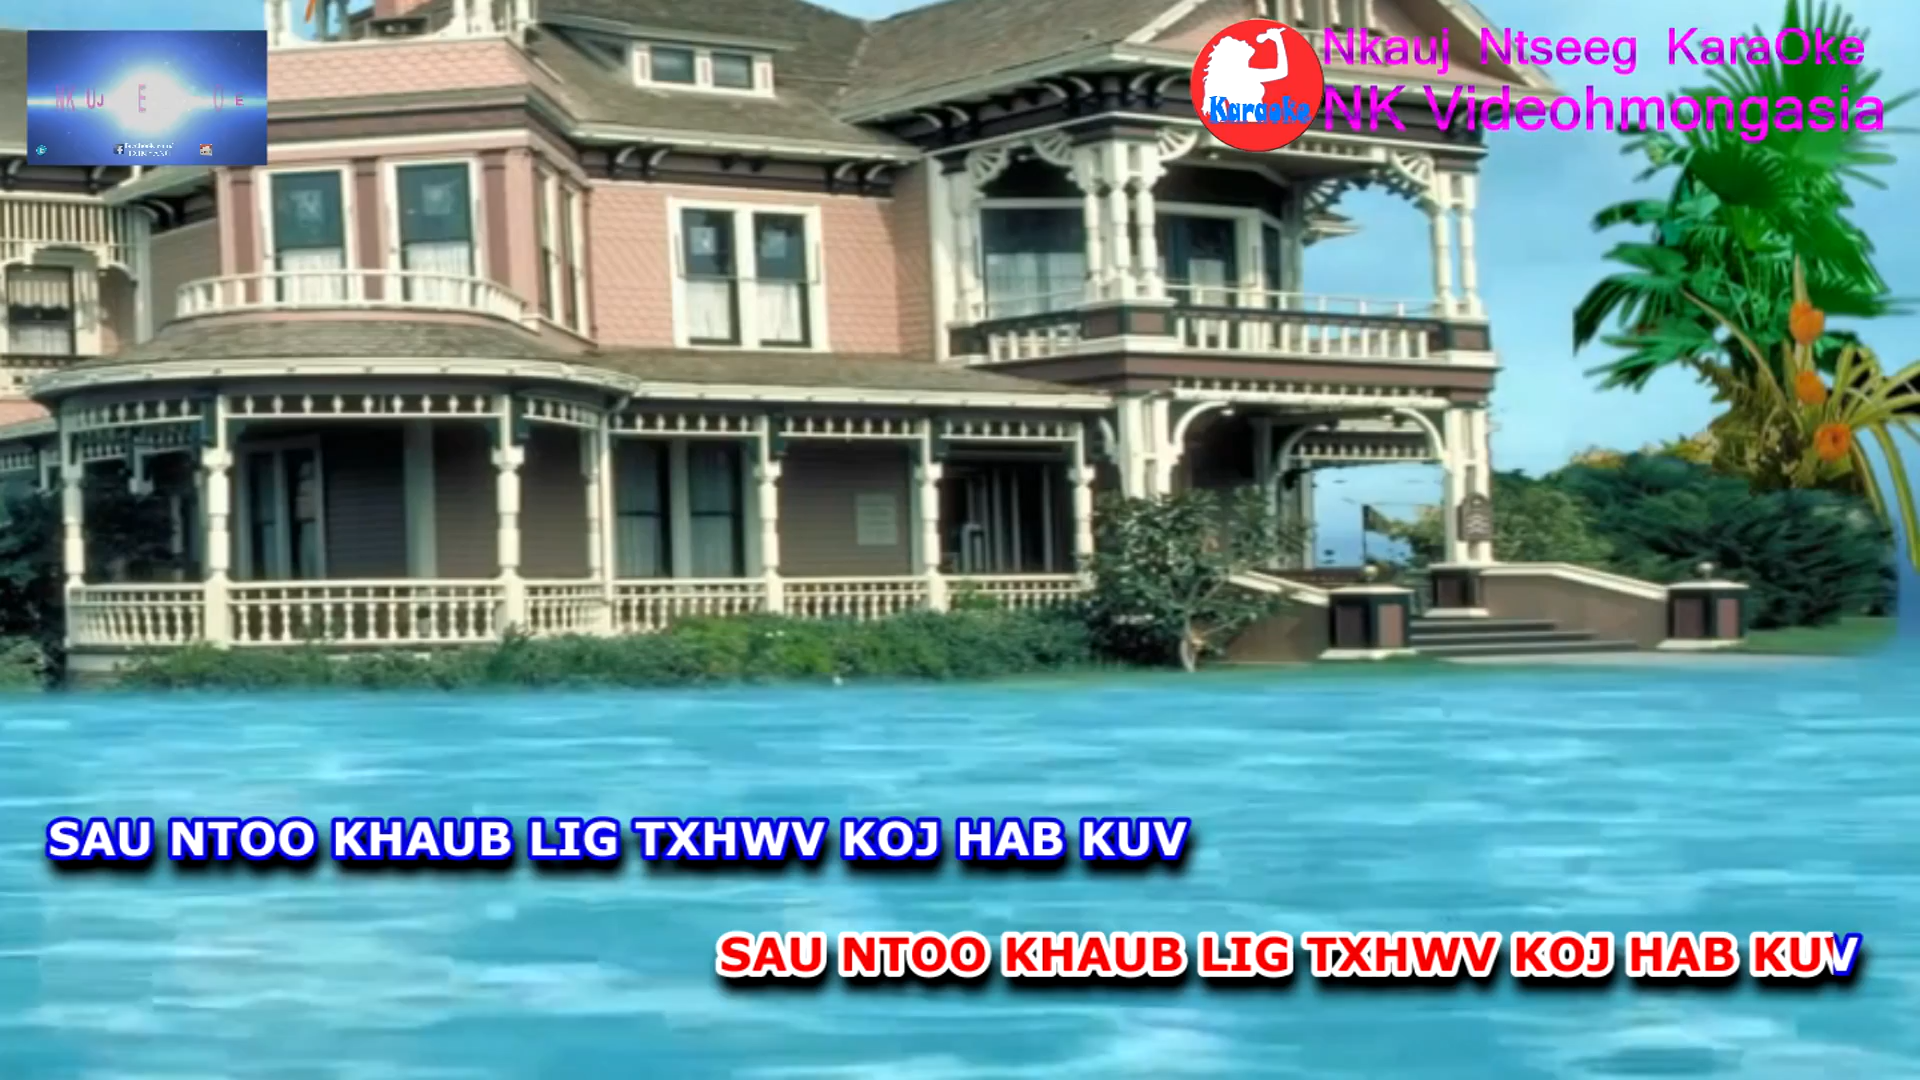 Nkauj Ntseeg KaraOke
Karaoke
NK Videohmongasia
SAU NTOO KHAUB LIG TXHWV KOJ HAB KUV
SAU NTOO KHAUB LIG TXHWV KOJ HAB KUV